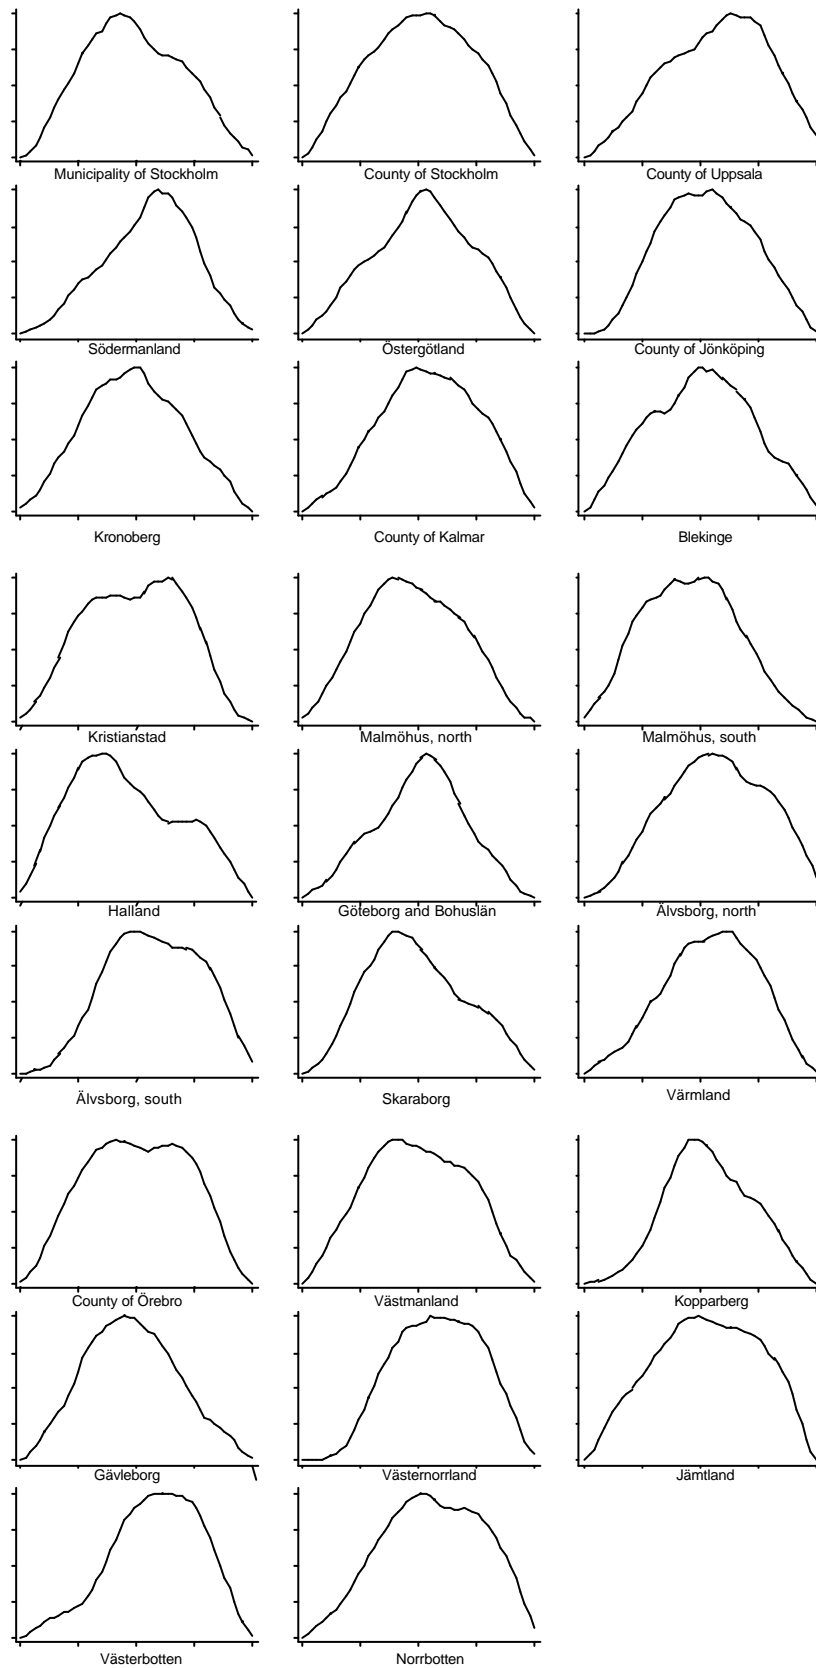 Municipality of Stockholm
County of Stockholm
County of Uppsala
Södermanland
Östergötland
County of Jönköping
Kronoberg
County of Kalmar
Blekinge
Kristianstad
Malmöhus, north
Malmöhus, south
Halland
Göteborg and Bohuslän
Älvsborg, north
Älvsborg, south
Skaraborg
Värmland
County of Örebro
Västmanland
Kopparberg
Gävleborg
Västernorrland
Jämtland
Västerbotten
Norrbotten